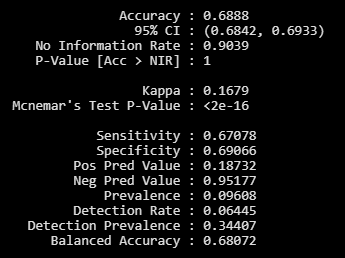 Accuracy : 0.6888
95% CI : (0.6842, 0.6933)
No Information Rate : 0.9039
P-Value [Acc > NIR] : 1
Kappa : 0.1679
Mcnemar's Test P-Value : <2e-16
Sensitivity : 0.67078
Specificity : 0.69066
Pos Pred Value : 0.18732
Neg Pred Value : 0.95177
Prevalence : 0.09608
Detection Rate : 0.06445
Detection Prevalence : 0.34407
Balanced Accuracy : 0.68072